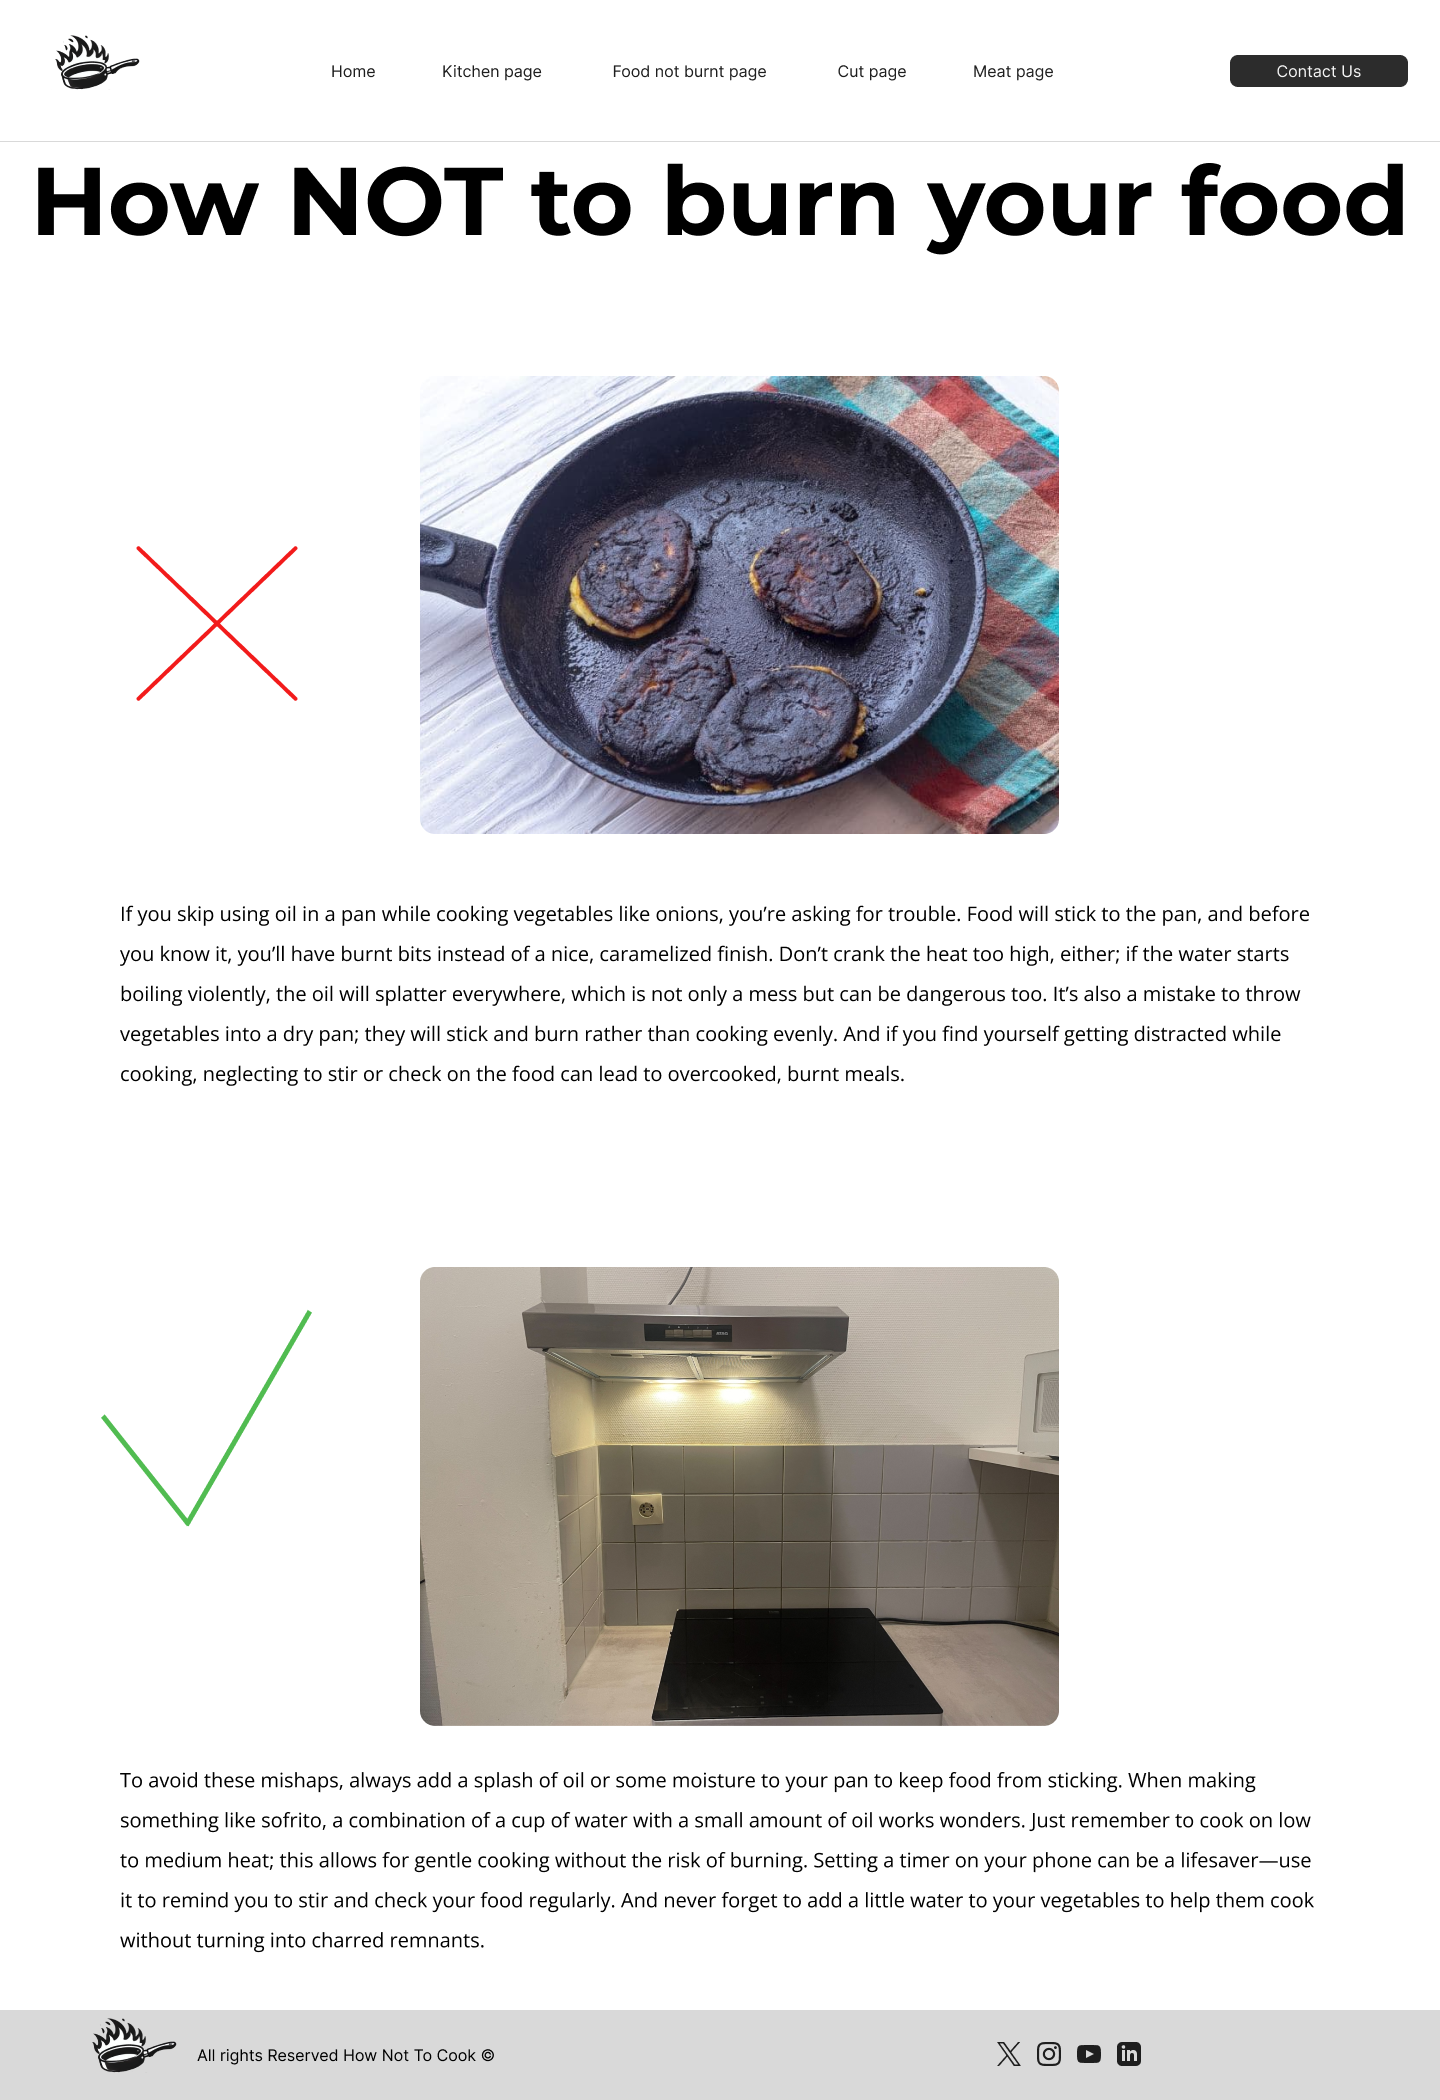 Home Kitchen page Food not burnt page Cut page Meat page Contact Us
How NOT to burn your food
If you skip using oil in a pan while cooking vegetables like onions, you’re asking for trouble. Food will stick to the pan, and before
you know it, you’ll have burnt bits instead of a nice, caramelized finish. Don’t crank the heat too high, either; if the water starts
boiling violently, the oil will splatter everywhere, which is not only a mess but can be dangerous too. It’s also a mistake to throw
vegetables into a dry pan; they will stick and burn rather than cooking evenly. And if you find yourself getting distracted while
cooking, neglecting to stir or check on the food can lead to overcooked, burnt meals.
To avoid these mishaps, always add a splash of oil or some moisture to your pan to keep food from sticking. When making
something like sofrito, a combination of a cup of water with a small amount of oil works wonders. Just remember to cook on low
to medium heat; this allows for gentle cooking without the risk of burning. Setting a timer on your phone can be a lifesaver—use
it to remind you to stir and check your food regularly. And never forget to add a little water to your vegetables to help them cook
without turning into charred remnants.
All rights Reserved How Not To Cook ©